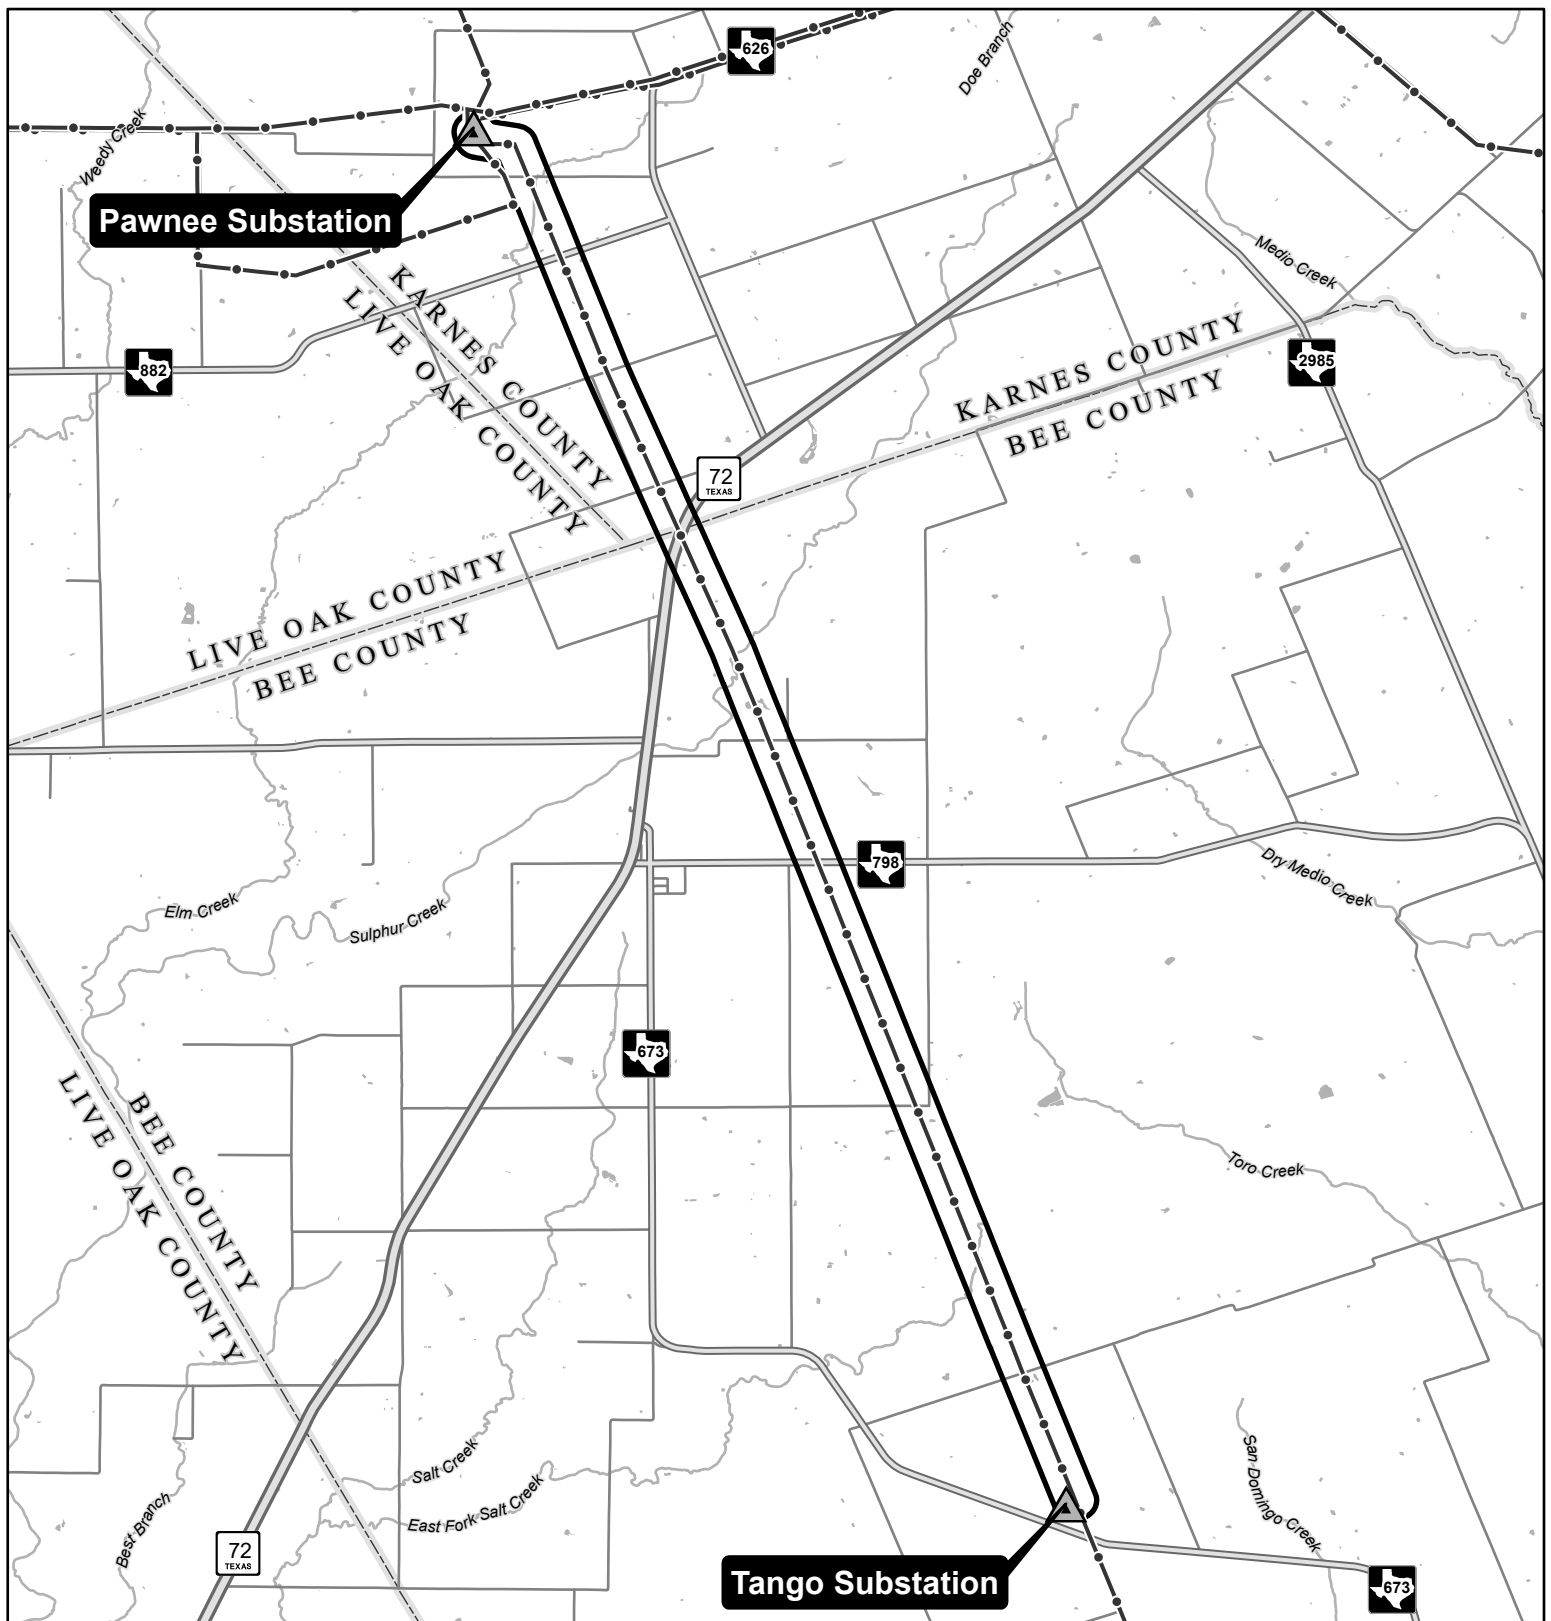 626
Doe Branch
Weedy Creek
Pawnee Substation
Medio Creek
KARNES COUNTY
LIVE OAK COUNTY
KARNES COUNTY
BEE COUNTY
2985
882
72
TEXAS
LIVE OAK COUNTY
BEE COUNTY
798
Dry Medio Creek
Elm Creek
Sulphur Creek
673
BEE COUNTY
LIVE OAK COUNTY
Toro Creek
Salt Creek
East Fork Salt Creek
San Domingo Creek
Best Branch
72
TEXAS
Tango Substation
673